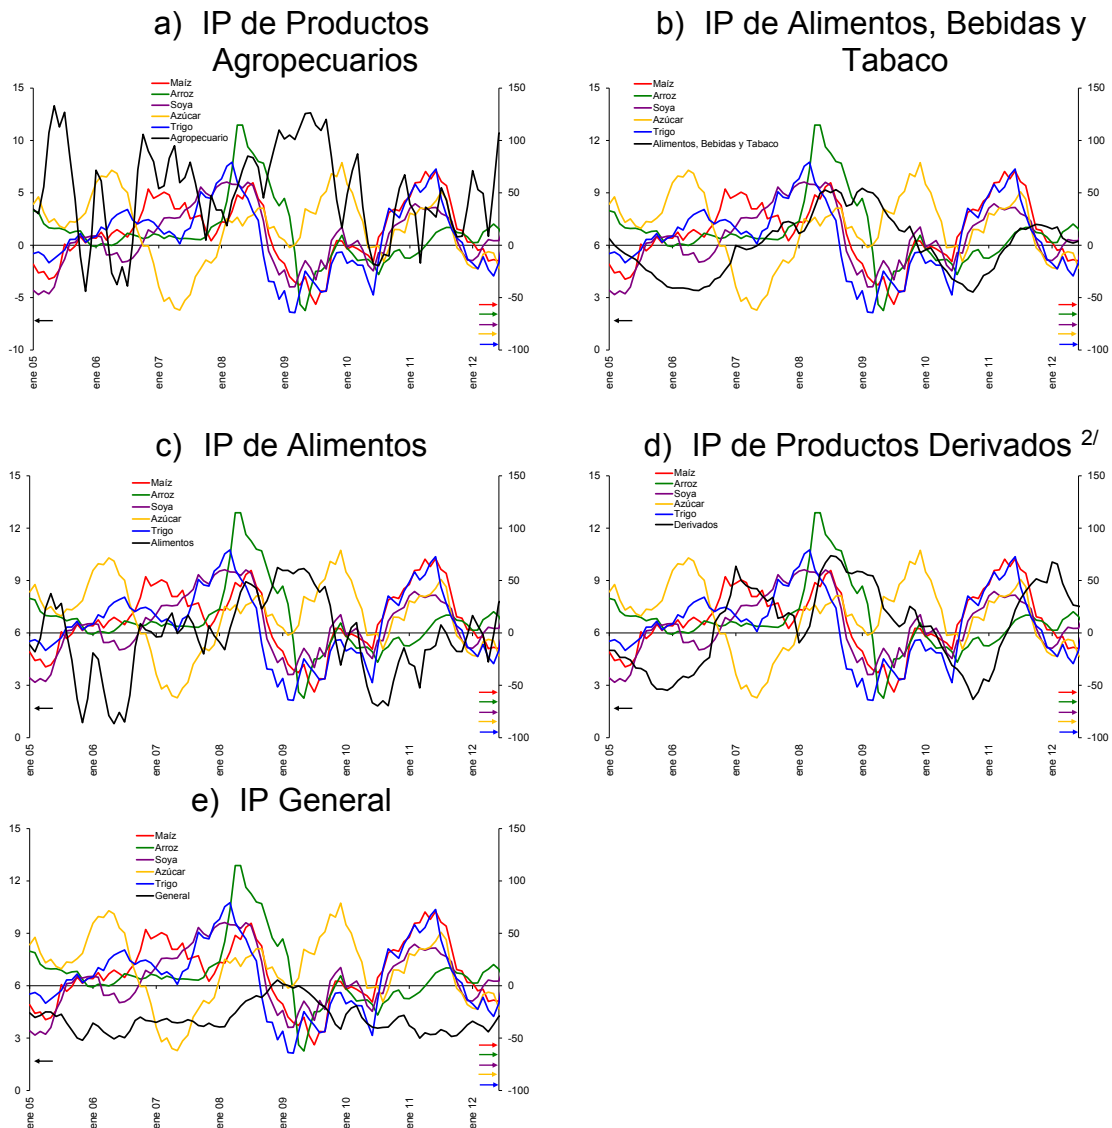 a) IP de Productos
Agropecuarios
15
10
5
0
-5
-10
150
100
50
0
-50
-100
Maíz
Arroz
Soya
Azúcar
Trigo
Agropecuario
ene 05
ene 06
ene 07
ene 08
ene 09
ene 10
ene 11
ene 12
b) IP de Alimentos, Bebidas y
Tabaco
15
12
9
6
3
0
150
100
50
0
-50
-100
Maíz
Arroz
Soya
Azúcar
Trigo
Alimentos, Bebidas y Tabaco
ene 05
ene 06
ene 07
ene 08
ene 09
ene 10
ene 11
ene 12
c) IP de Alimentos
15
12
9
6
3
0
150
100
50
0
-50
-100
Maíz
Arroz
Soya
Azúcar
Trigo
Alimentos
ene 05
ene 06
ene 07
ene 08
ene 09
ene 10
ene 11
ene 12
d) IP de Productos Derivados 2/
15
12
9
6
3
0
150
100
50
0
-50
-100
Maíz
Arroz
Soya
Azúcar
Trigo
Derivados
ene 05
ene 06
ene 07
ene 08
ene 09
ene 10
ene 11
ene 12
e) IP General
15
12
9
6
3
0
150
100
50
0
-50
-100
Maíz
Arroz
Soya
Azúcar
Trigo
General
ene 05
ene 06
ene 07
ene 08
ene 09
ene 10
ene 11
ene 12